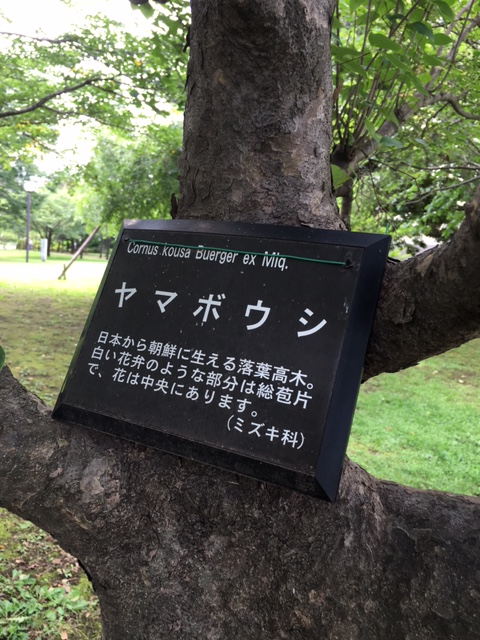 Cornus kousa Buerger ex Miq.
ヤマボウシ
日本から朝鮮に生える落葉高木。
白い花弁のような部分は総苞片
で、花は中央にあります。
(ミズキ科)